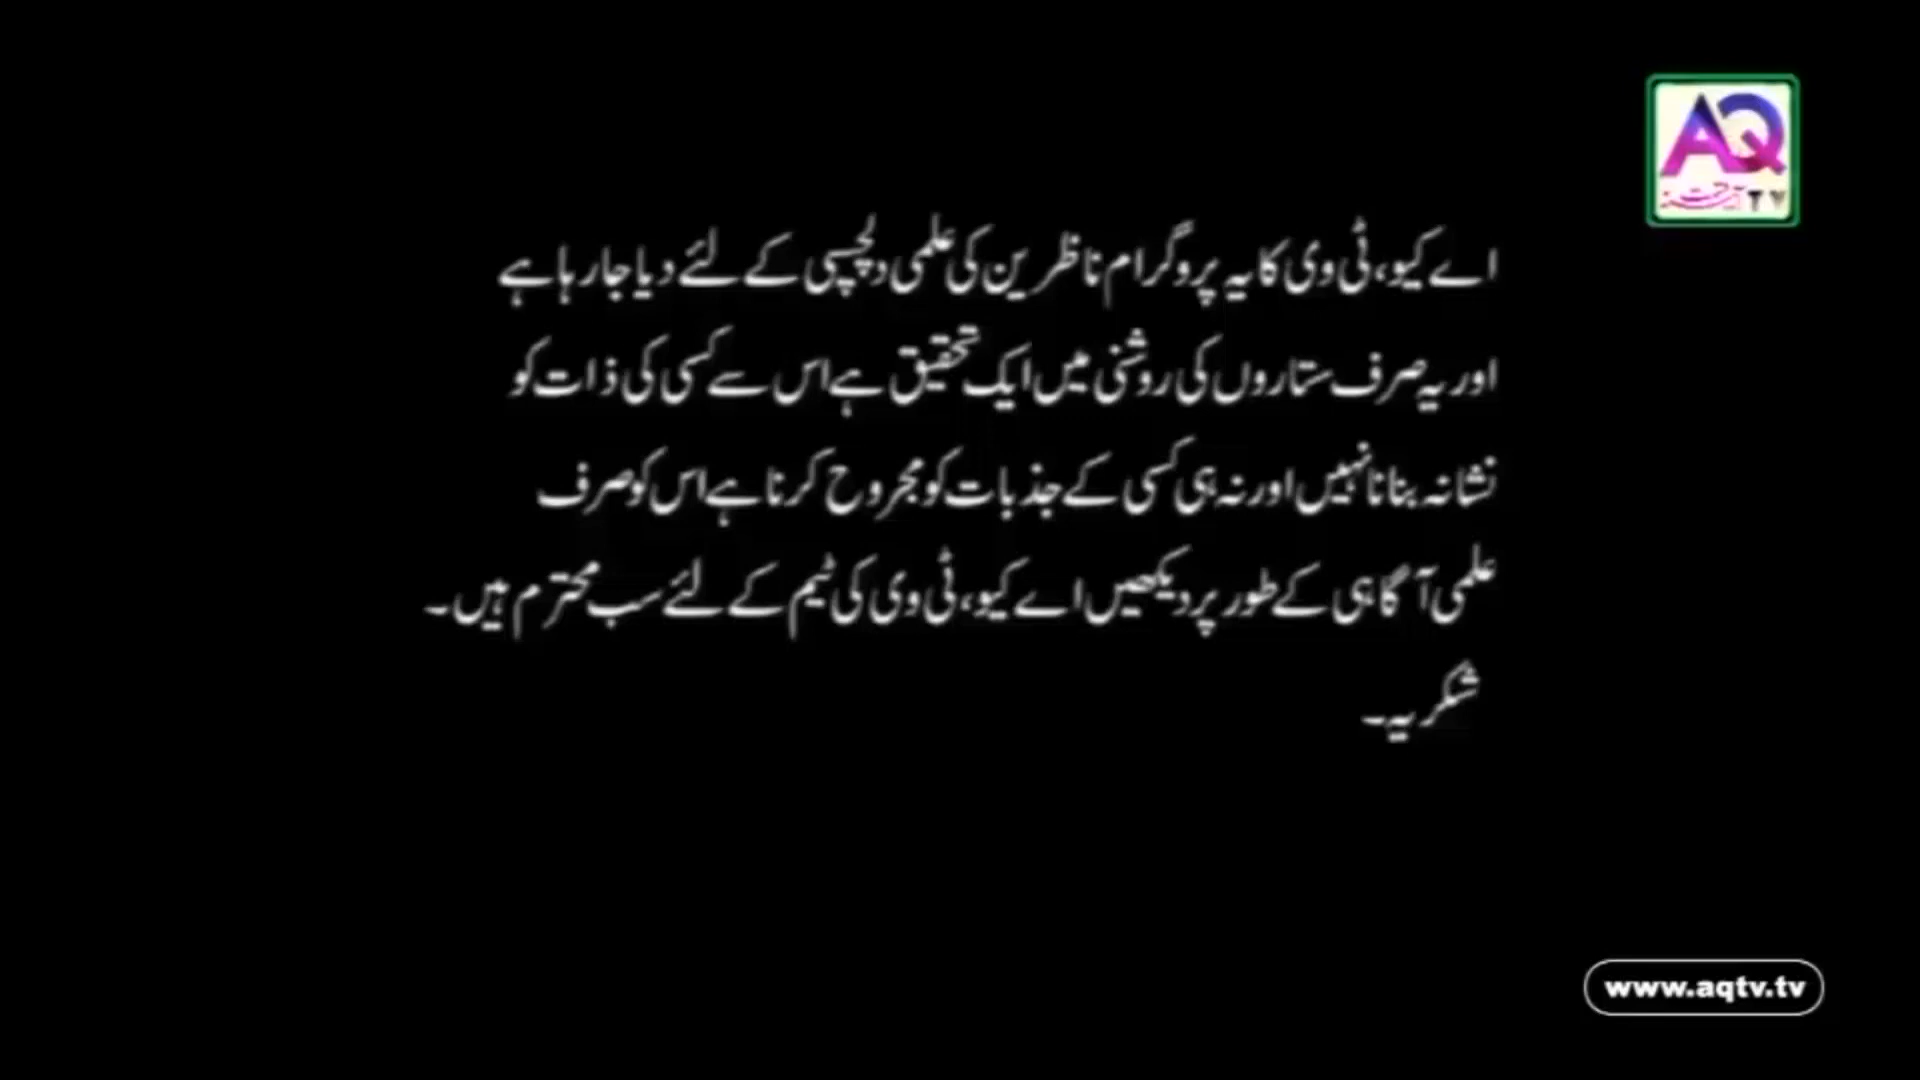 AQ
TV
اے کیو، ٹی وی کا یہ پروگرام ناظرین کی علمی دلچسپی کے لئے دیا جا رہا ہے
اور یہ صرف ستاروں کی روشنی میں ایک تحقیق ہے اس سے کسی کی ذات کو
نشانہ بنانا نہیں اور نہ ہی کسی کے جذبات کو مجروح کرنا ہے اس کو صرف
علمی آگاہی کے طور پر دیکھیں اے کیو، ٹی وی کی ٹیم کے لئے سب محترم ہیں۔
شکریہ۔
www.aqtv.tv